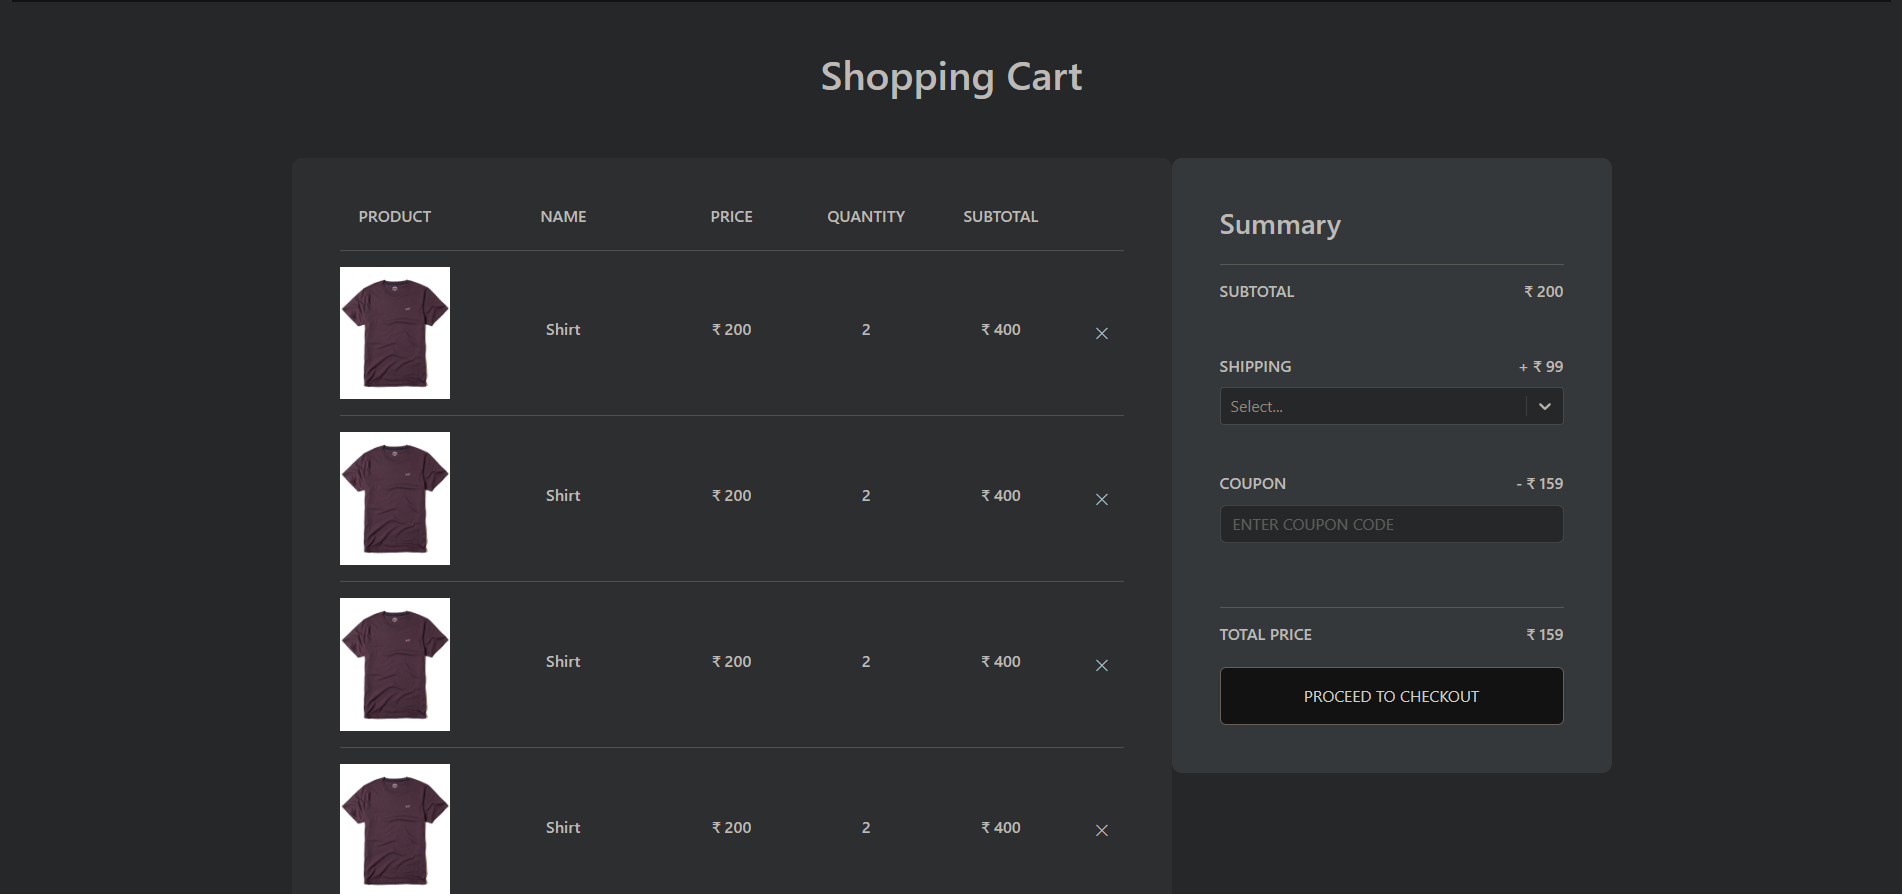 Shopping Cart
PRODUCT NAME PRICE QUANTITY SUBTOTAL
Shirt ₹ 200 2 ₹ 400
Shirt ₹ 200 2 ₹ 400
Shirt ₹ 200 2 ₹ 400
Shirt ₹ 200 2 ₹ 400
Summary
SUBTOTAL ₹ 200
SHIPPING + ₹ 99
Select...
COUPON - ₹ 159
ENTER COUPON CODE
TOTAL PRICE ₹ 159
PROCEED TO CHECKOUT